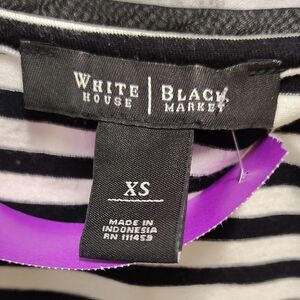 WHITE HOUSE | BLACK MARKET
XS
MADE IN
INDONESIA
RN 111459